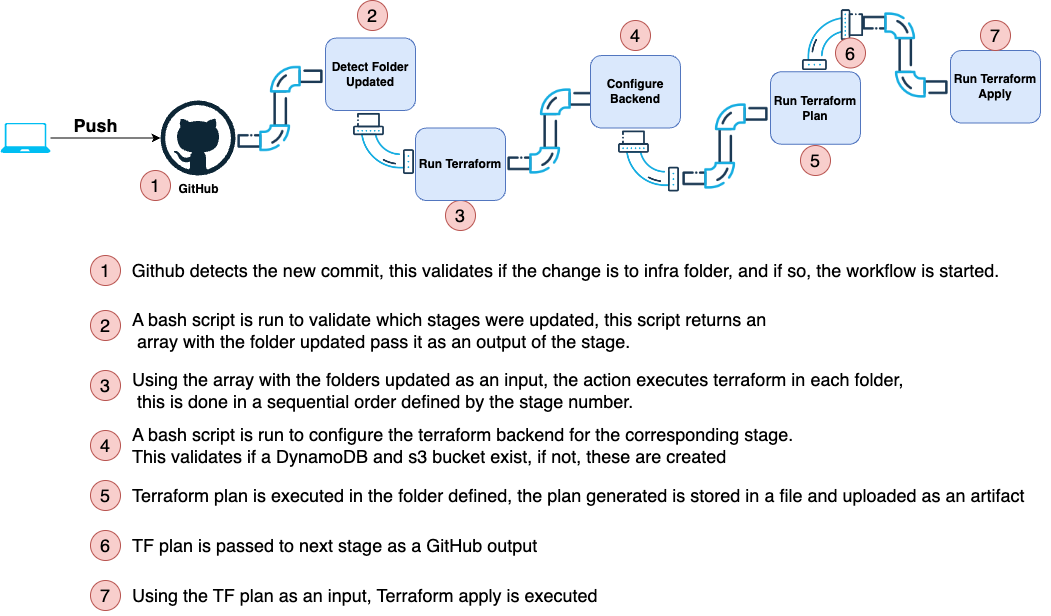 2
Detect Folder
Updated
4
Configure
Backend
6
7
Run Terraform
Apply
Run Terraform
Plan
5
Push
1
GitHub
Run Terraform
3
1 Github detects the new commit, this validates if the change is to infra folder, and if so, the workflow is started.
2 A bash script is run to validate which stages were updated, this script returns an
array with the folder updated pass it as an output of the stage.
3 Using the array with the folders updated as an input, the action executes terraform in each folder,
this is done in a sequential order defined by the stage number.
4 A bash script is run to configure the terraform backend for the corresponding stage.
This validates if a DynamoDB and s3 bucket exist, if not, these are created
5 Terraform plan is executed in the folder defined, the plan generated is stored in a file and uploaded as an artifact
6 TF plan is passed to next stage as a GitHub output
7 Using the TF plan as an input, Terraform apply is executed